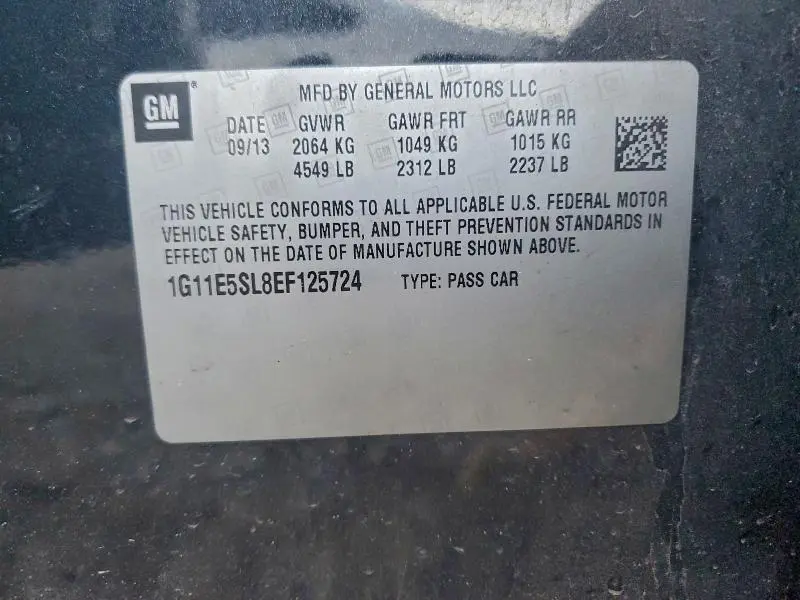 GM
MFD BY GENERAL MOTORS LLC
DATE GVWR GAWR FRT GAWR RR
09/13 2064 KG 1049 KG 1015 KG
4549 LB 2312 LB 2237 LB
THIS VEHICLE CONFORMS TO ALL APPLICABLE U.S. FEDERAL MOTOR
VEHICLE SAFETY, BUMPER, AND THEFT PREVENTION STANDARDS IN
EFFECT ON THE DATE OF MANUFACTURE SHOWN ABOVE.
1G11E5SL8EF125724 TYPE: PASS CAR